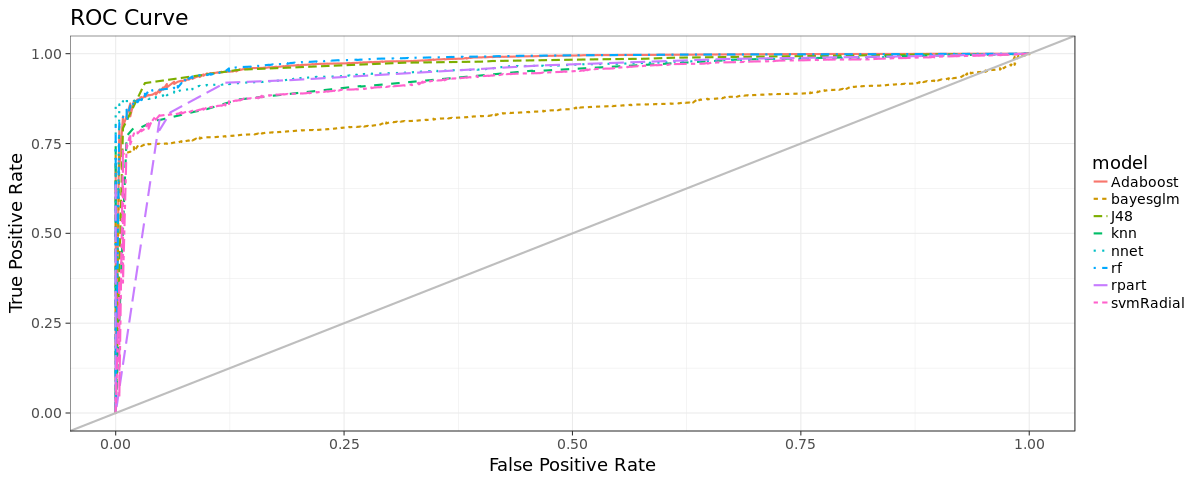 ROC Curve
True Positive Rate
1.00
0.75
0.50
0.25
0.00
0.00 0.25 0.50 0.75 1.00
False Positive Rate
model
Adaboost
bayesglm
J48
knn
nnet
rf
rpart
svmRadial